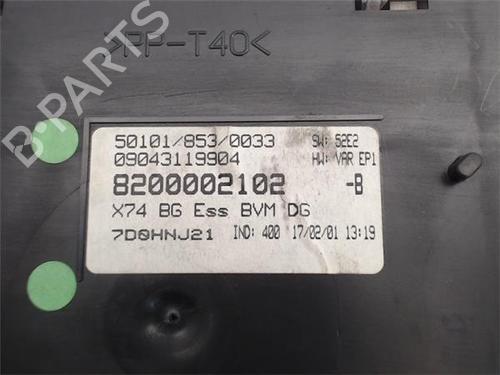 >PP-T40<
50101/853/0033 SW: 52E2
09043119904 HW: VAR EP1
8200002102 -B
X74 BG Ess BVM DG
7D0HNJ21 IND: 400 17/02/01 13:19
B-PARTS